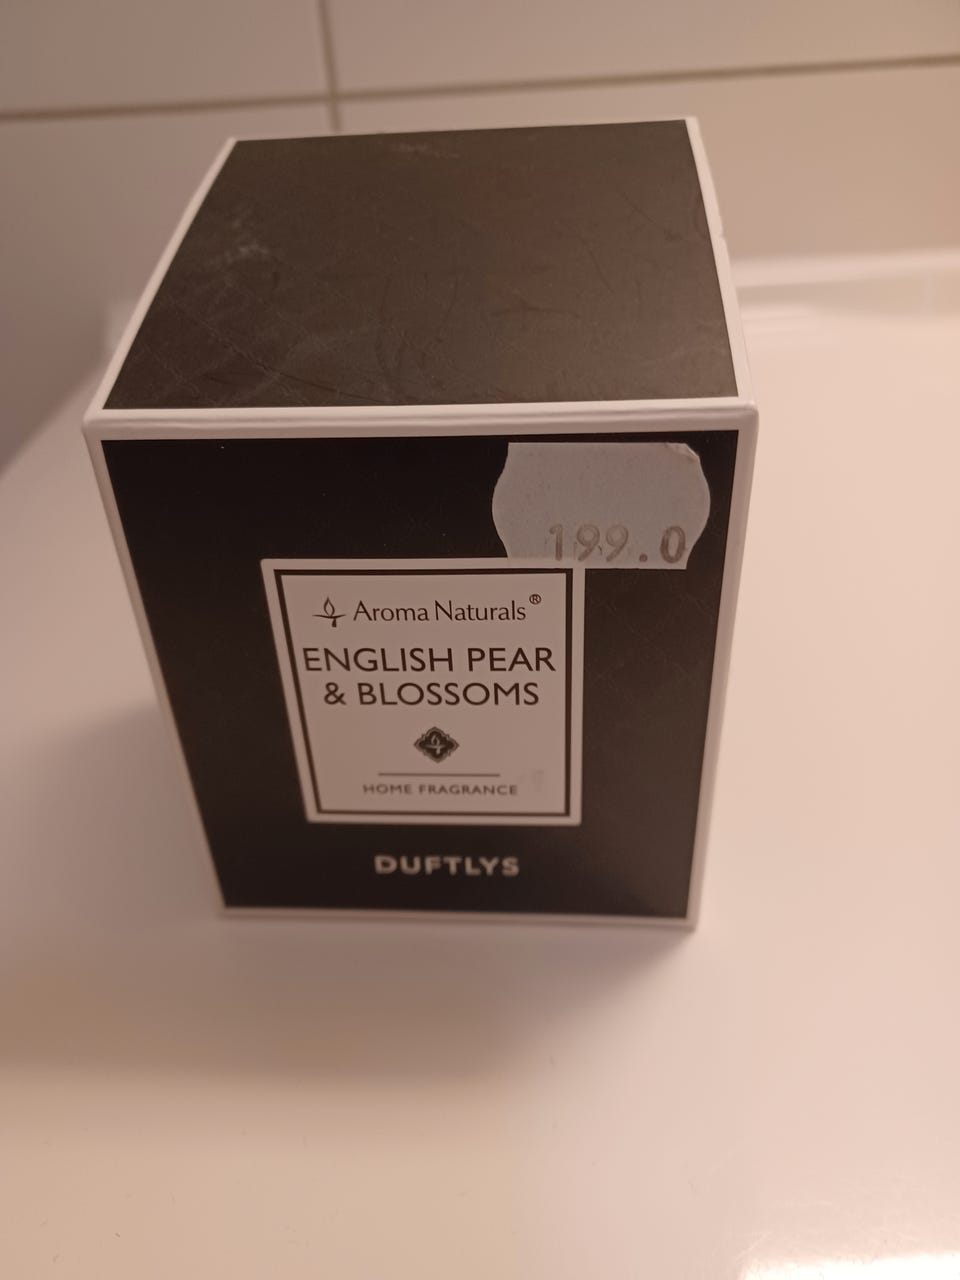 199.0
Aroma Naturals®
ENGLISH PEAR
& BLOSSOMS
HOME FRAGRANCE
DUFTLYS